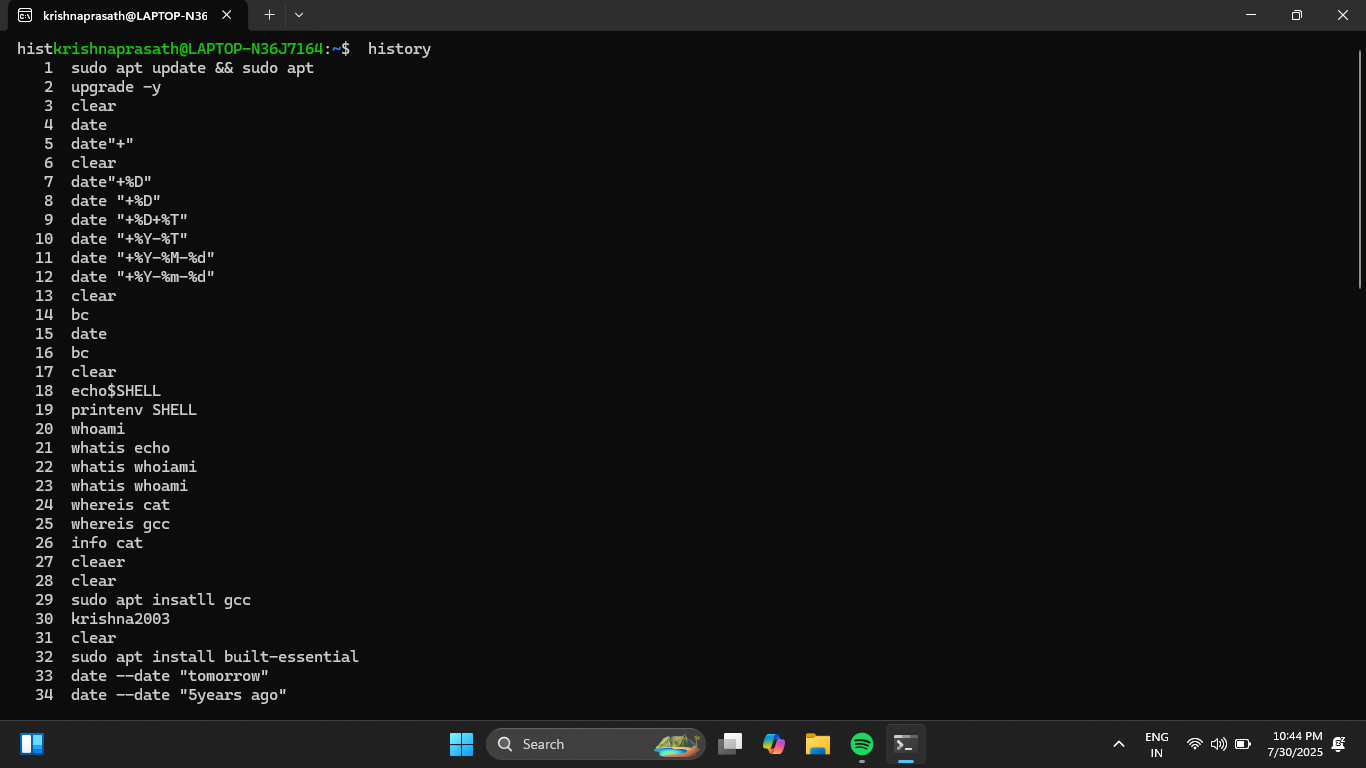 krishnaprasath@LAPTOP-N36
histkrishnaprasath@LAPTOP-N36J7164:~$  history
    1  sudo apt update && sudo apt
    2  upgrade -y
    3  clear
    4  date
    5  date"+"
    6  clear
    7  date"+%D"
    8  date "+%D"
    9  date "+%D+%T"
   10  date "+%Y-%T"
   11  date "+%Y-%M-%d"
   12  date "+%Y-%m-%d"
   13  clear
   14  bc
   15  date
   16  bc
   17  clear
   18  echo$SHELL
   19  printenv SHELL
   20  whoami
   21  whatis echo
   22  whatis whoiami
   23  whatis whoami
   24  whereis cat
   25  whereis gcc
   26  info cat
   27  cleaer
   28  clear
   29  sudo apt insatll gcc
   30  krishna2003
   31  clear
   32  sudo apt install built-essential
   33  date --date "tomorrow"
   34  date --date "5years ago"
Search
ENG
IN
10:44 PM
7/30/2025